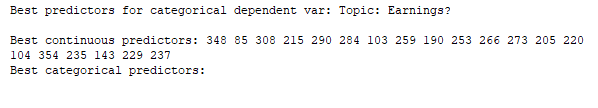 Best predictors for categorical dependent var: Topic: Earnings?
Best continuous predictors: 348 85 308 215 290 284 103 259 190 253 266 273 205 220
104 354 235 143 229 237
Best categorical predictors: